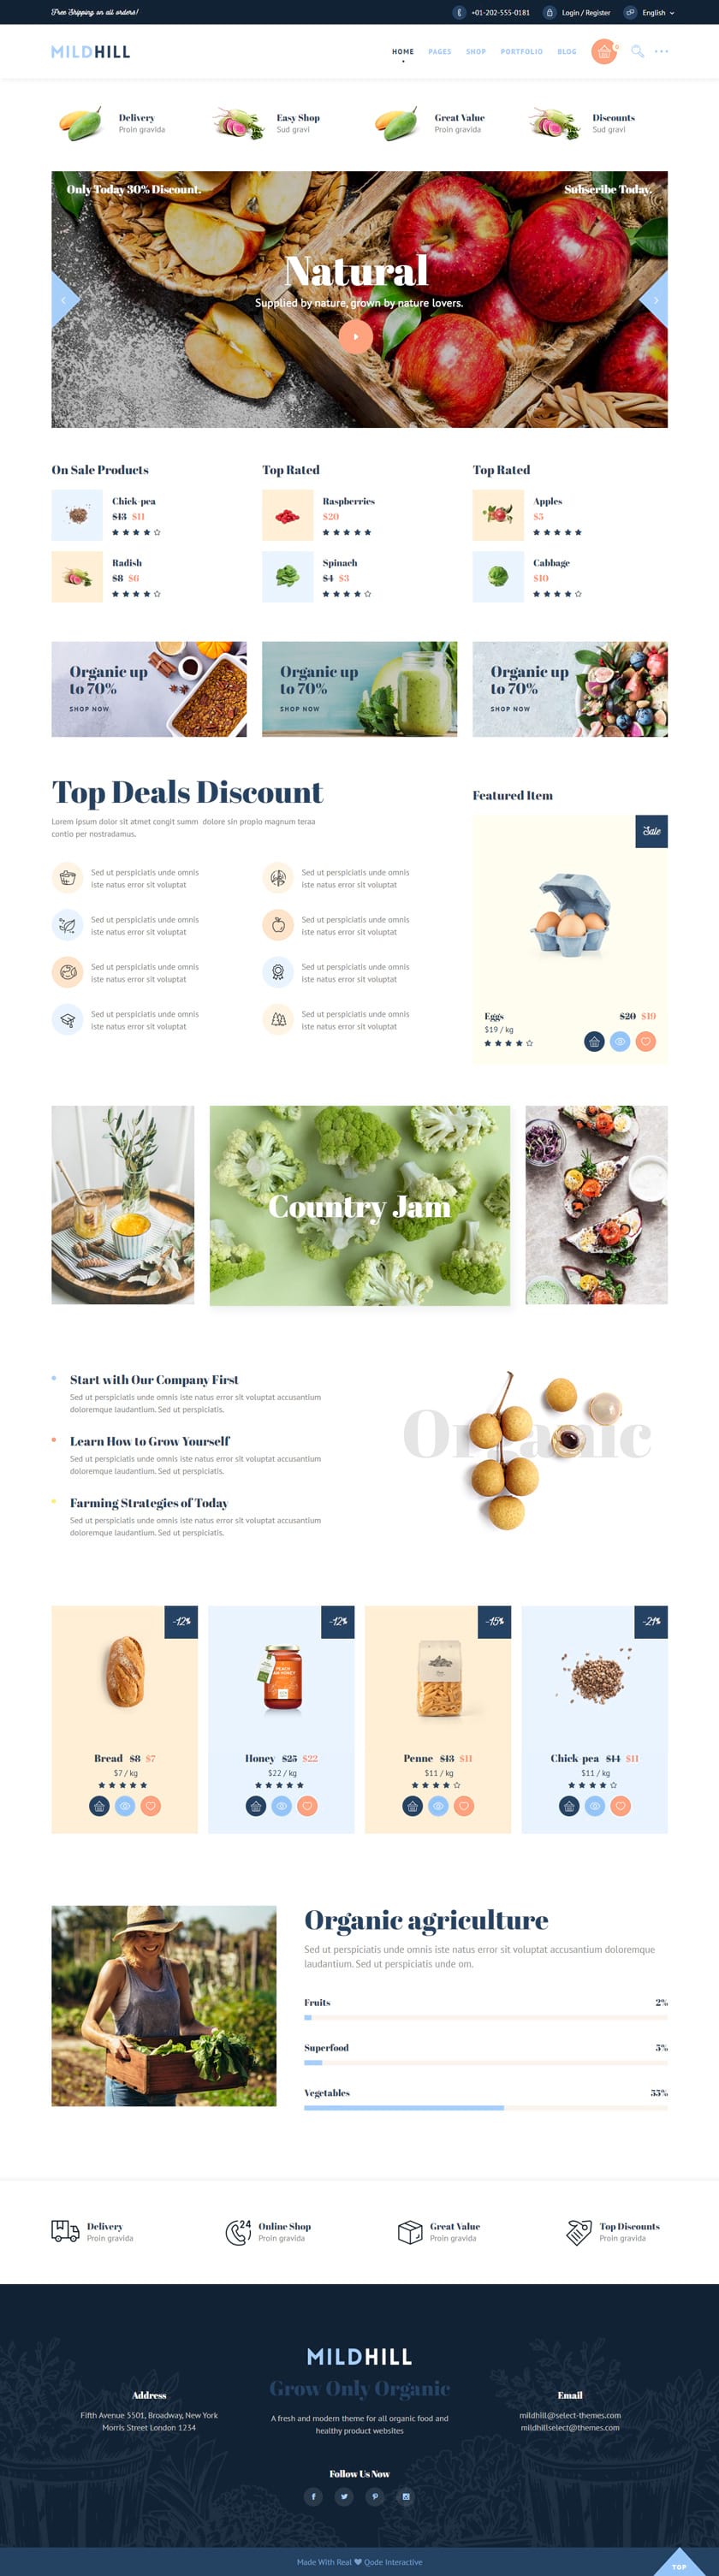 Free Shipping on all orders!
+01-202-555-0181
Login / Register
English
MILDHILL
HOME
PAGES
SHOP
PORTFOLIO
BLOG
0
Delivery
Proin gravida
Easy Shop
Sud gravi
Great Value
Proin gravida
Discounts
Sud gravi
Only Today 30% Discount.
Subscribe Today.
Natural
Supplied by nature, grown by nature lovers.
On Sale Products
Chick-pea
$13 $11
Radish
$8 $6
Top Rated
Raspberries
$20
Spinach
$4 $3
Top Rated
Apples
$5
Cabbage
$10
Organic up
to 70%
SHOP NOW
Organic up
to 70%
SHOP NOW
Organic up
to 70%
SHOP NOW
Top Deals Discount
Lorem ipsum dolor sit atmet congit summ dolore sin propio magnum teraa
contio per nostradamus.
Sed ut perspiciatis unde omnis
iste natus error sit voluptat
Sed ut perspiciatis unde omnis
iste natus error sit voluptat
Sed ut perspiciatis unde omnis
iste natus error sit voluptat
Sed ut perspiciatis unde omnis
iste natus error sit voluptat
Sed ut perspiciatis unde omnis
iste natus error sit voluptat
Sed ut perspiciatis unde omnis
iste natus error sit voluptat
Sed ut perspiciatis unde omnis
iste natus error sit voluptat
Sed ut perspiciatis unde omnis
iste natus error sit voluptat
Featured Item
Sale
Eggs
$20 $19
$19 / kg
Country Jam
Start with Our Company First
Sed ut perspiciatis unde omnis iste natus error sit voluptat accusantium
doloremque laudantium. Sed ut perspiciatis.
Learn How to Grow Yourself
Sed ut perspiciatis unde omnis iste natus error sit voluptat accusantium
doloremque laudantium. Sed ut perspiciatis.
Farming Strategies of Today
Sed ut perspiciatis unde omnis iste natus error sit voluptat accusantium
doloremque laudantium. Sed ut perspiciatis.
Organic
-12%
Bread $8 $7
$7 / kg
-12%
Honey $25 $22
$22 / kg
-15%
Penne $13 $11
$11 / kg
-21%
Chick-pea $14 $11
$11 / kg
Organic agriculture
Sed ut perspiciatis unde omnis iste natus error sit voluptat accusantium doloremque
laudantium. Sed ut perspiciatis unde om.
Fruits
2%
Superfood
5%
Vegetables
55%
Delivery
Proin gravida
24
Online Shop
Proin gravida
Great Value
Proin gravida
Top Discounts
Proin gravida
MILDHILL
Grow Only Organic
A fresh and modern theme for all organic food and
healthy product websites
Address
Fifth Avenue 5501, Broadway, New York
Morris Street London 1234
Email
mildhill@select-themes.com
mildhillselect@themes.com
Follow Us Now
Made With Real ♥ Qode Interactive
TOP